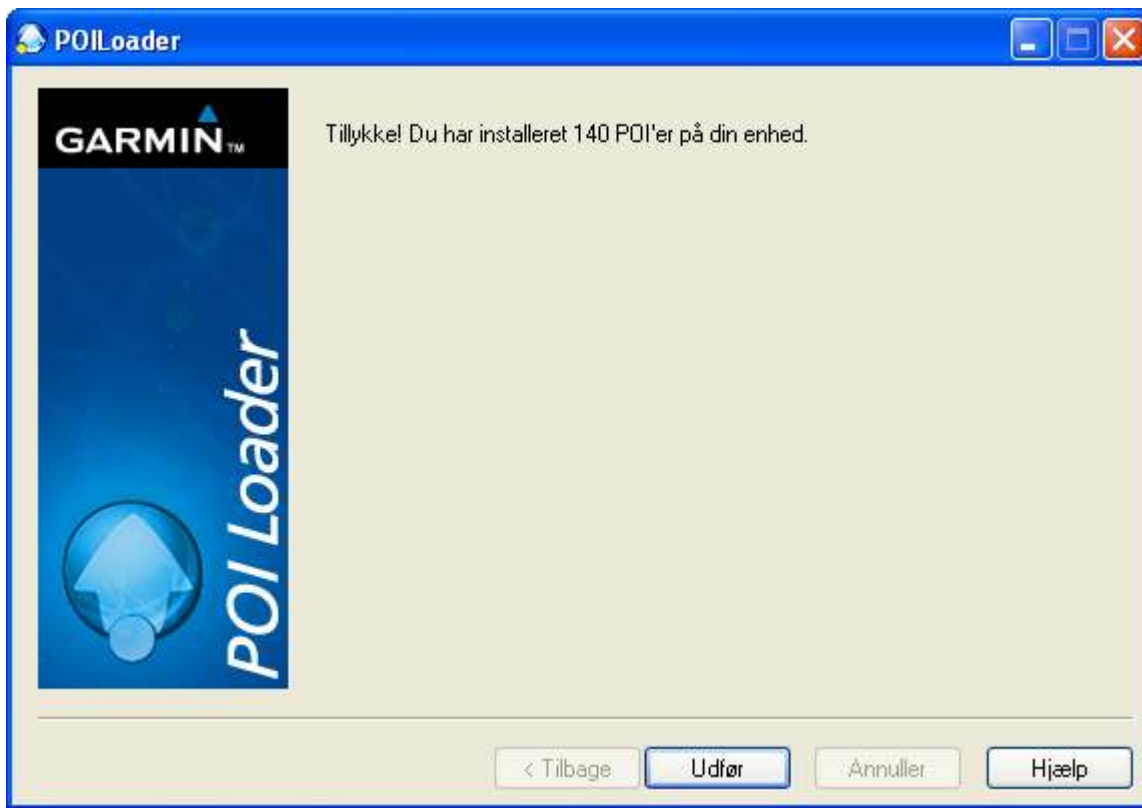 POILoader
GARMIN™
Tillykke! Du har installeret 140 POI'er på din enhed.
POI Loader
< Tilbage
Udfør
Annuller
Hjælp